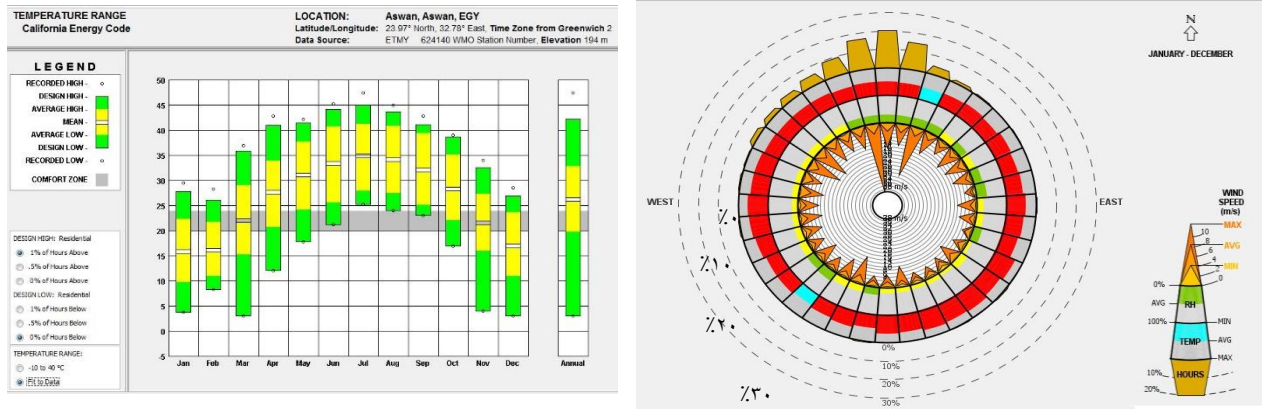 TEMPERATURE RANGE
California Energy Code
LOCATION: Aswan, Aswan, EGY
Latitude/Longitude: 23.97° North, 32.78° East, Time Zone from Greenwich 2
Data Source: ETMY 624140 WMO Station Number, Elevation 194 m
LEGEND
RECORDED HIGH -
DESIGN HIGH -
AVERAGE HIGH -
MEAN -
AVERAGE LOW -
DESIGN LOW -
RECORDED LOW -
COMFORT ZONE
DESIGN HIGH: Residential
1% of Hours Above
.5% of Hours Above
0% of Hours Above
DESIGN LOW: Residential
1% of Hours Below
.5% of Hours Below
0% of Hours Below
TEMPERATURE RANGE:
-10 to 40 °C
Fit to Data
50
45
40
35
30
25
20
15
10
5
0
-5
Jan Feb Mar Apr May Jun Jul Aug Sep Oct Nov Dec Annual
N
JANUARY - DECEMBER
WEST
EAST
38 m/s
38 m/s
٪٠
٪١٠
٪٢٠
٪٣٠
0%
10%
20%
30%
WIND
SPEED
(m/s)
MAX
10
8
AVG
6
4
MIN
2
0
0%
AVG RH
100% MIN
TEMP AVG
MAX
10% HOURS
20%